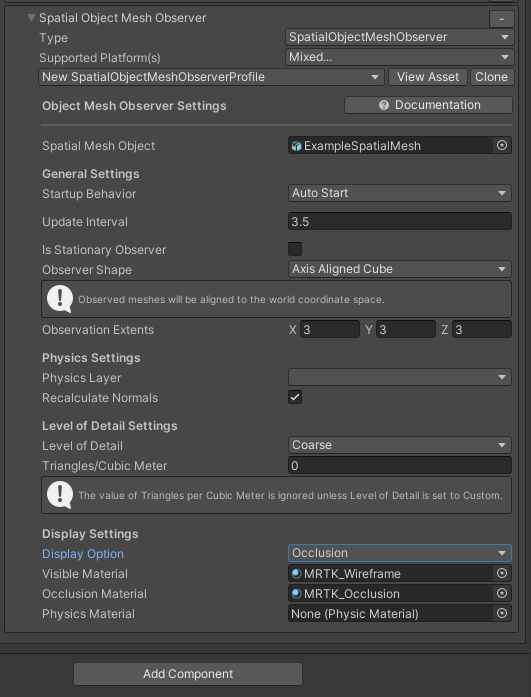 Spatial Object Mesh Observer -
Type SpatialObjectMeshObserver
Supported Platform(s) Mixed...
New SpatialObjectMeshObserverProfile View Asset Clone
Object Mesh Observer Settings ? Documentation
Spatial Mesh Object ExampleSpatialMesh
General Settings
Startup Behavior Auto Start
Update Interval 3.5
Is Stationary Observer
Observer Shape Axis Aligned Cube
! Observed meshes will be aligned to the world coordinate space.
Observation Extents X 3 Y 3 Z 3
Physics Settings
Physics Layer
Recalculate Normals
Level of Detail Settings
Level of Detail Coarse
Triangles/Cubic Meter 0
! The value of Triangles per Cubic Meter is ignored unless Level of Detail is set to Custom.
Display Settings
Display Option Occlusion
Visible Material MRTK_Wireframe
Occlusion Material MRTK_Occlusion
Physics Material None (Physic Material)
Add Component